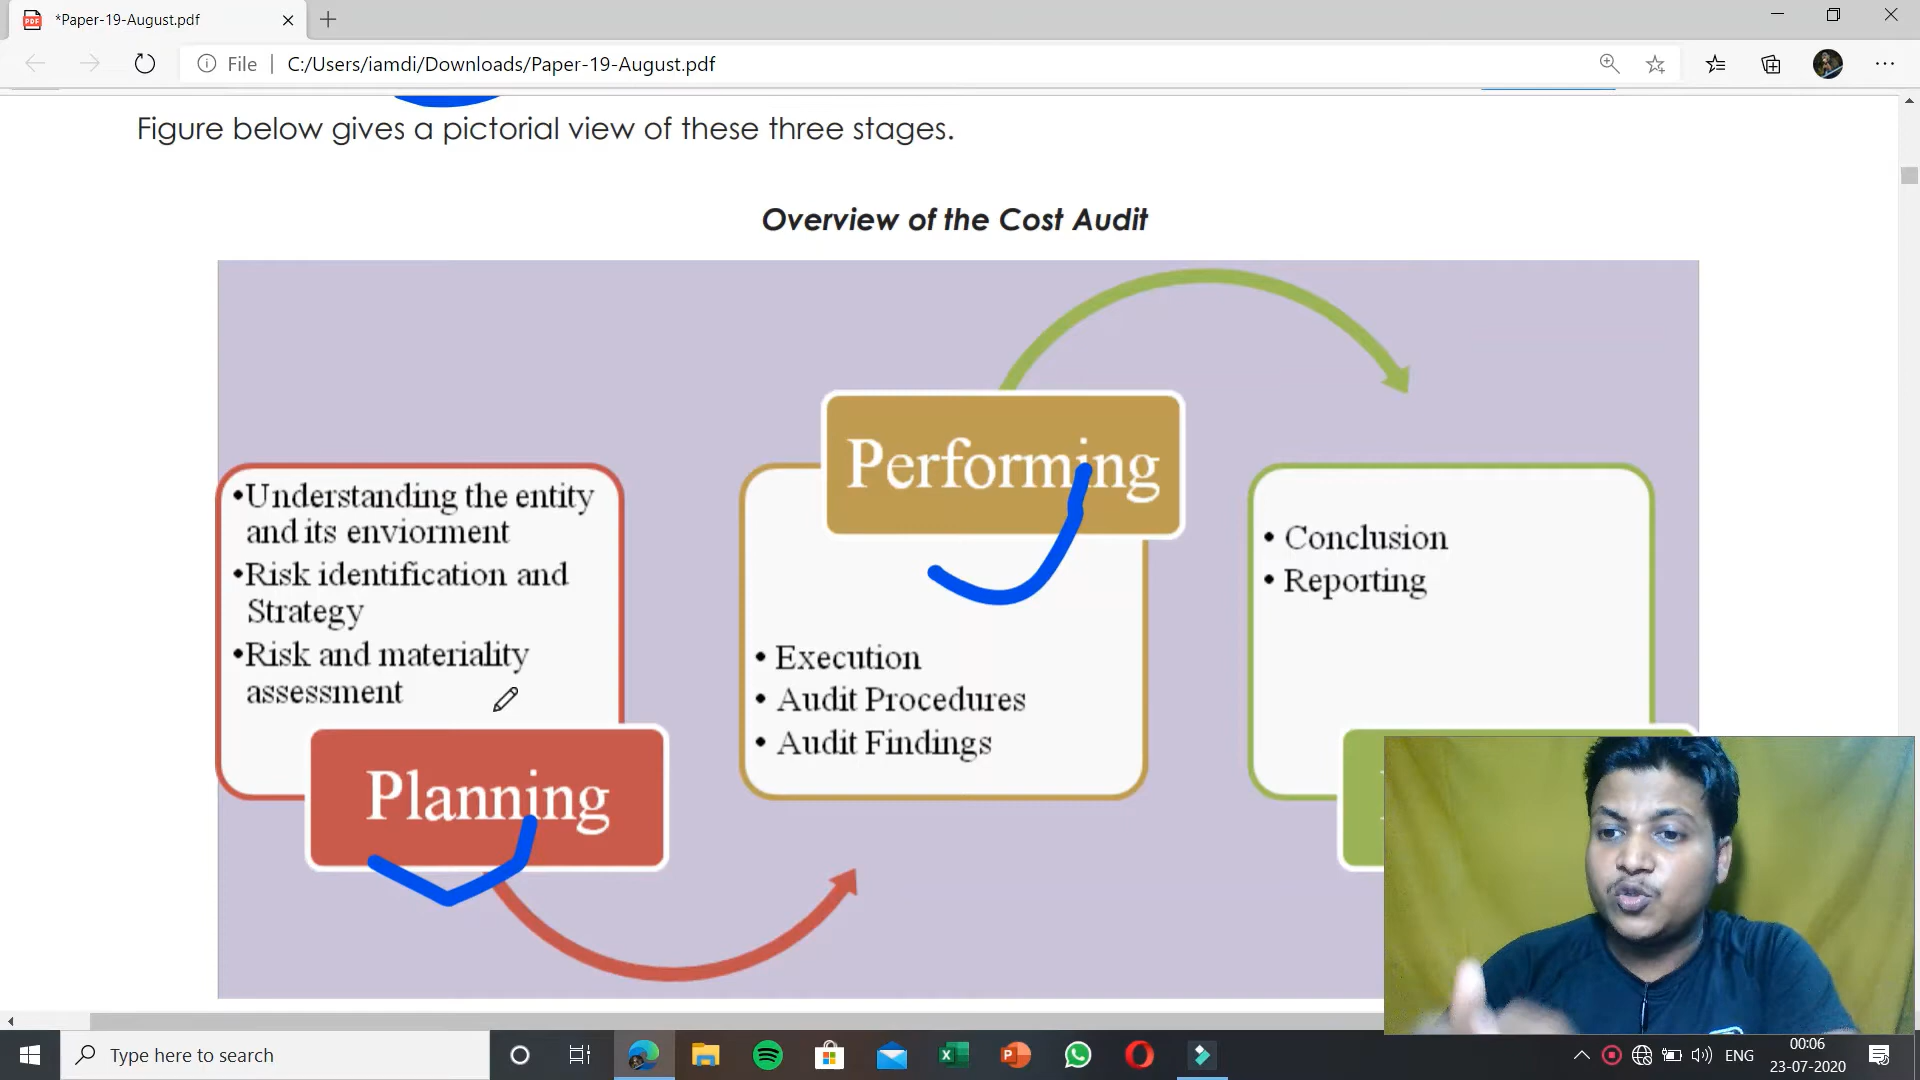 *Paper-19-August.pdf
File
C:/Users/iamdi/Downloads/Paper-19-August.pdf
Figure below gives a pictorial view of these three stages.
Overview of the Cost Audit
•Understanding the entity
and its enviorment
•Risk identification and
Strategy
•Risk and materiality
assessment
Planning
Performing
• Execution
• Audit Procedures
• Audit Findings
• Conclusion
• Reporting
Type here to search
ENG
00:06
23-07-2020